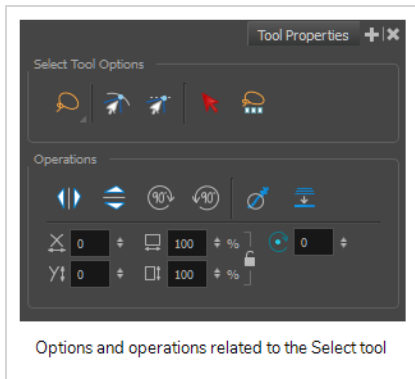 Tool Properties
Select Tool Options
Operations
90°
90°
X 0 100 % 0
Y 0 100 %
Options and operations related to the Select tool